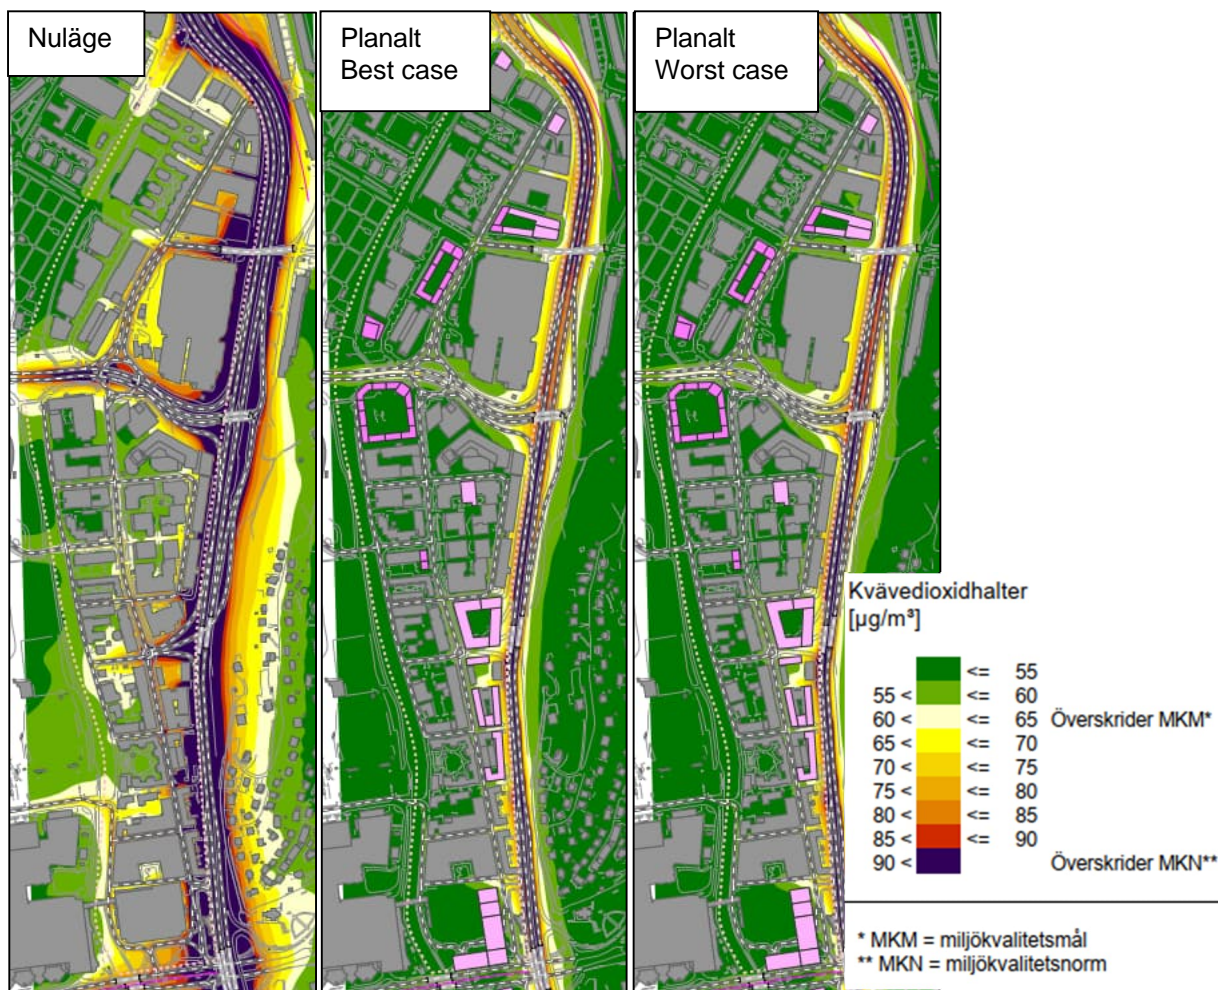 Nuläge
Planalt
Best case
Planalt
Worst case
Kvävedioxidhalter
[µg/m³]
<= 55
55 < <= 60
60 < <= 65 Överskrider MKM*
65 < <= 70
70 < <= 75
75 < <= 80
80 < <= 85
85 < <= 90
90 < Överskrider MKN**
* MKM = miljökvalitetsmål
** MKN = miljökvalitetsnorm